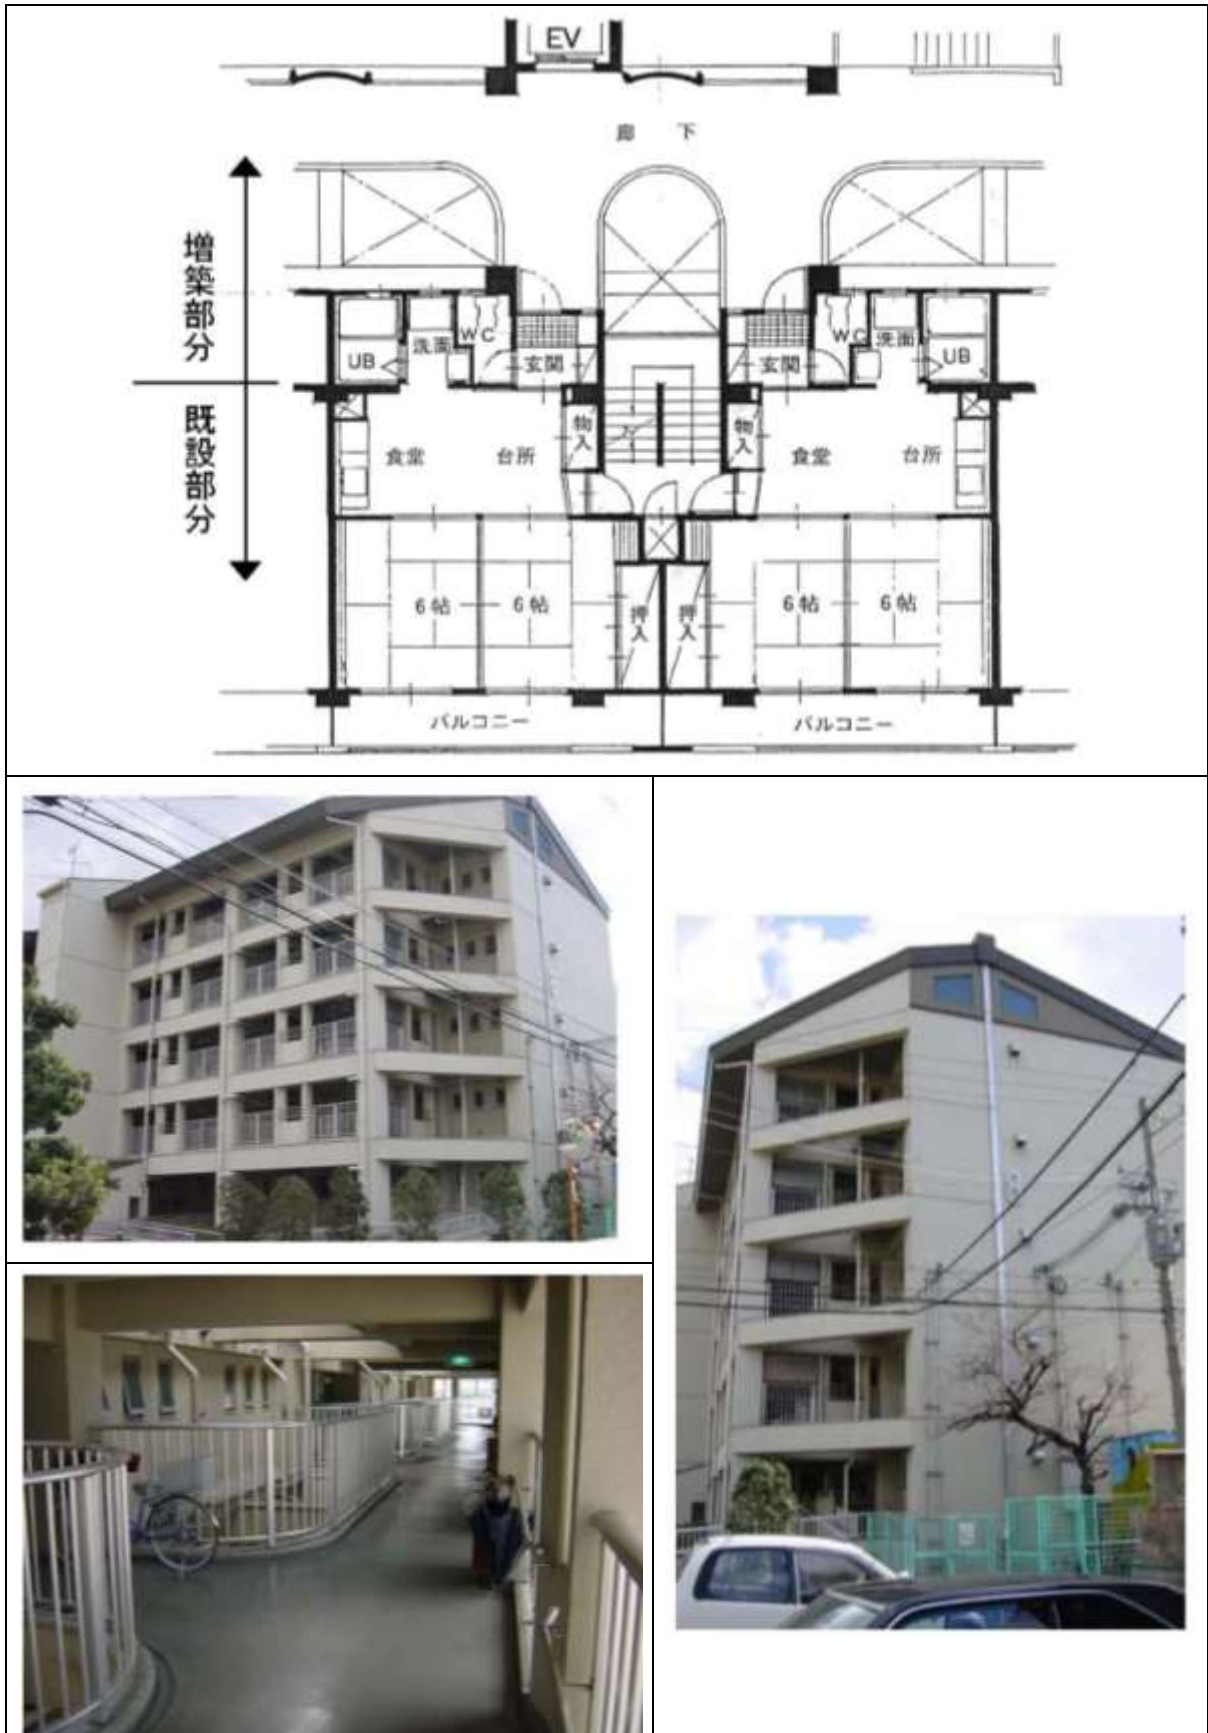 EV
廊 下
増築部分
既設部分
UB
洗面
WC
玄関
玄関
WC
洗面
UB
食堂
台所
物入
物入
食堂
台所
6帖
6帖
押入
押入
6帖
6帖
バルコニー
バルコニー